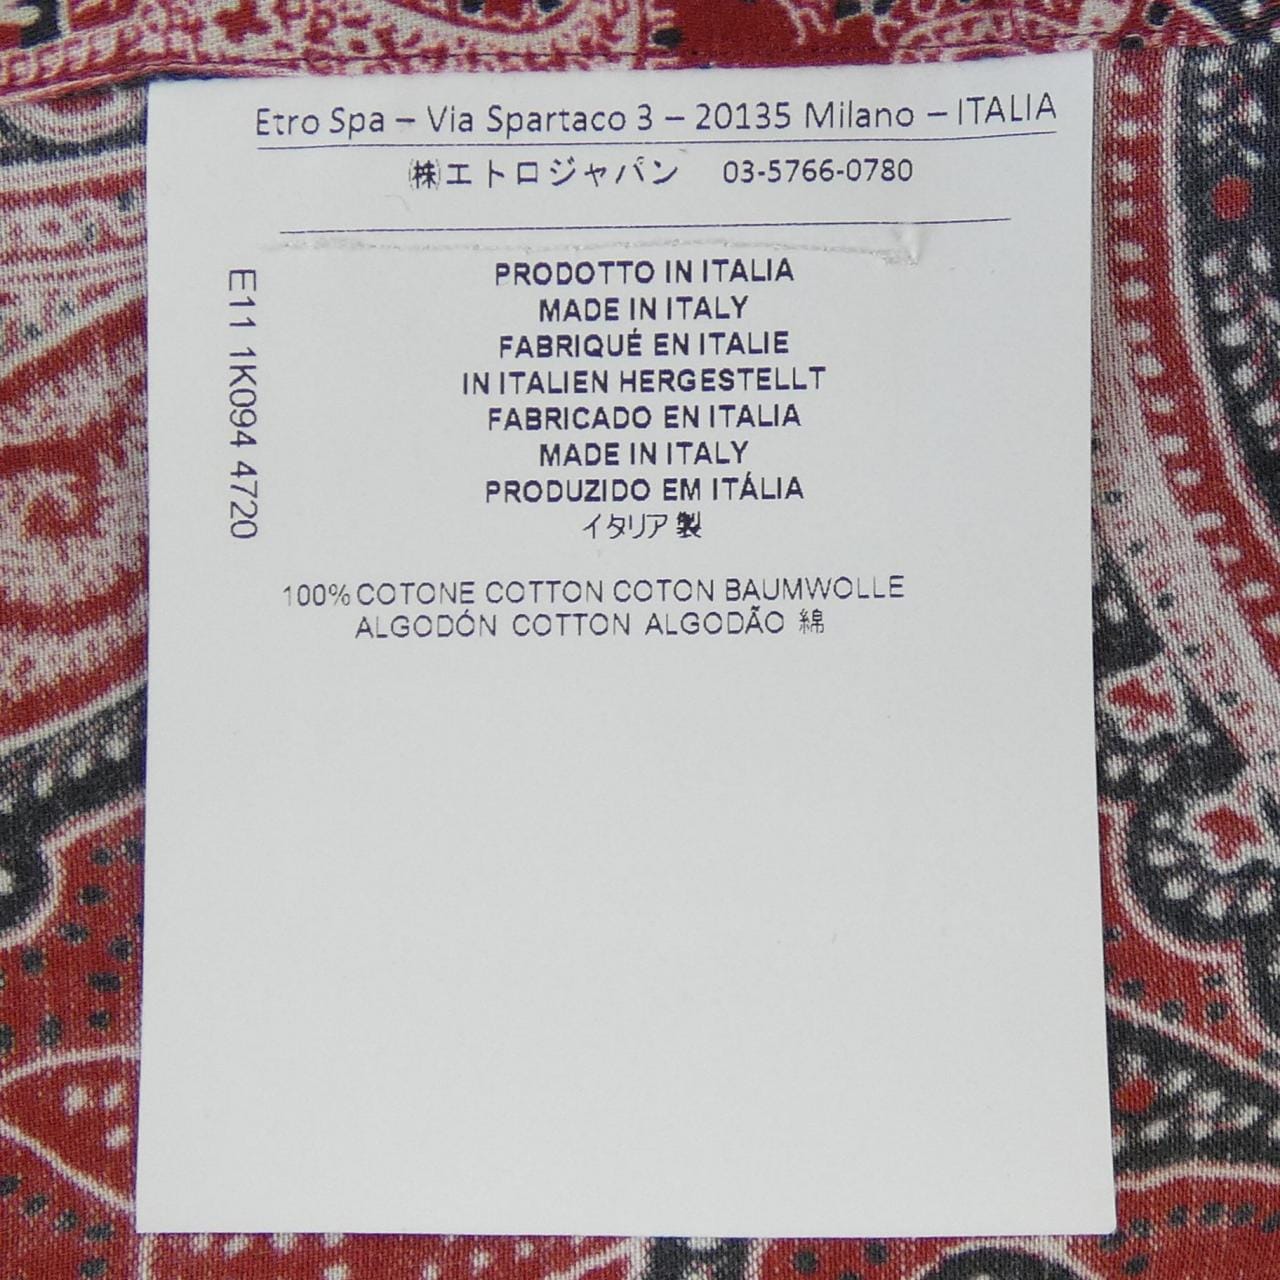 Etro Spa – Via Spartaco 3 – 20135 Milano – ITALIA
㈱エトロジャパン 03-5766-0780
E11 1K094 4720
PRODOTTO IN ITALIA
MADE IN ITALY
FABRIQUÉ EN ITALIE
IN ITALIEN HERGESTELLT
FABRICADO EN ITALIA
MADE IN ITALY
PRODUZIDO EM ITÁLIA
イタリア製
100% COTONE COTTON COTON BAUMWOLLE
ALGODÓN COTTON ALGODÃO 綿